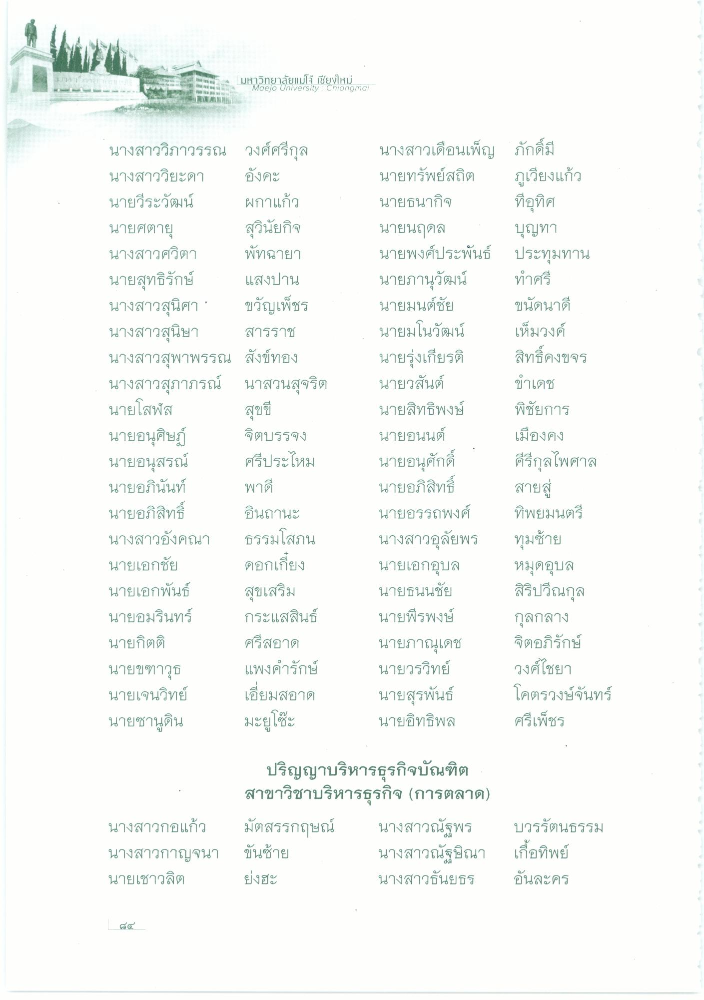 มหาวิทยาลัยแม่โจ้ เชียงใหม่
Maejo University : Chiangmai
นางสาววิภาวรรณ วงศ์ศรีกุล นางสาวเดือนเพ็ญ ภักดิ์มี
นางสาววิยะดา อังคะ นายทรัพย์สถิต ภูเวียงแก้ว
นายวีระวัฒน์ ผกาแก้ว นายธนากิจ ทีอุทิศ
นายศตายุ สุวินัยกิจ นายนฤดล บุญทา
นางสาวศวิตา พัทฉายา นายพงศ์ประพันธ์ ประทุมทาน
นายสุทธิรักษ์ แสงปาน นายภานุวัฒน์ ทำศรี
นางสาวสุนิศา ขวัญเพ็ชร นายมนต์ชัย ขนัดนาดี
นางสาวสุนิษา สารราช นายมโนวัฒน์ เห็มวงค์
นางสาวสุพาพรรณ สังข์ทอง นายรุ่งเกียรติ สิทธิ์คงขจร
นางสาวสุภาภรณ์ นาสวนสุจริต นายวสันต์ ขำเดช
นายโสฬส สุขขี นายสิทธิพงษ์ พิชัยการ
นายอนุศิษฏ์ จิตบรรจง นายอนนต์ เมืองคง
นายอนุสรณ์ ศรีประไหม นายอนุศักดิ์ คีรีกุลไพศาล
นายอภินันท์ พาดี นายอภิสิทธิ์ สายสู่
นายอภิสิทธิ์ อินถานะ นายอรรถพงศ์ ทิพยมนตรี
นางสาวอังคณา ธรรมโสภน นางสาวอุลัยพร ทุมซ้าย
นายเอกชัย ดอกเกี๋ยง นายเอกอุบล หมุดอุบล
นายเอกพันธ์ สุขเสริม นายธนนชัย สิริปวีณกุล
นายอมรินทร์ กระแสสินธ์ นายพีรพงษ์ กุลกลาง
นายกิตติ ศรีสอาด นายภาณุเดช จิตอภิรักษ์
นายขฑาวุธ แพงคำรักษ์ นายวรวิทย์ วงศ์ไชยา
นายเจนวิทย์ เอี่ยมสอาด นายสุรพันธ์ โคตรวงษ์จันทร์
นายซานูดิน มะยูโซ๊ะ นายอิทธิพล ศรีเพ็ชร
ปริญญาบริหารธุรกิจบัณฑิต
สาขาวิชาบริหารธุรกิจ (การตลาด)
นางสาวกอแก้ว มัตสรรกฤษณ์ นางสาวณัฐพร บวรรัตนธรรม
นางสาวกาญจนา ขันซ้าย นางสาวณัฐษิณา เกื้อทิพย์
นายเชาวลิต ย่งฮะ นางสาวธันยธร อันละคร
๘๔